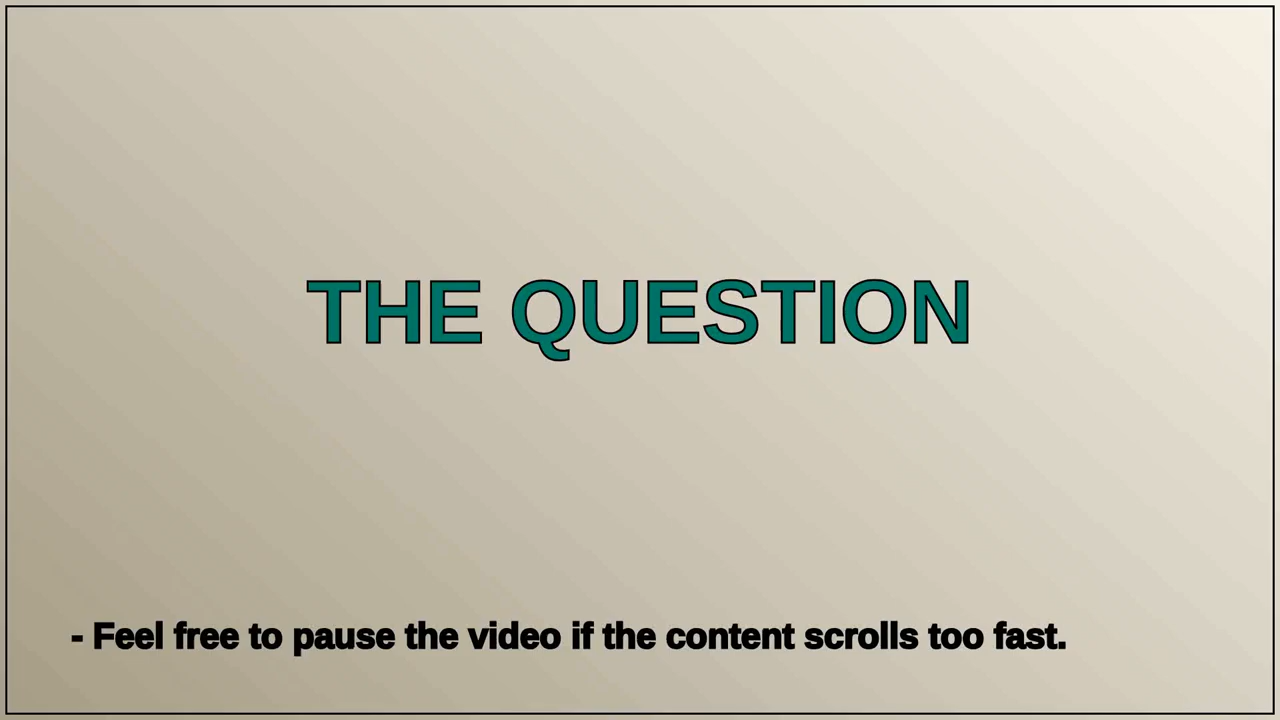 THE QUESTION
- Feel free to pause the video if the content scrolls too fast.